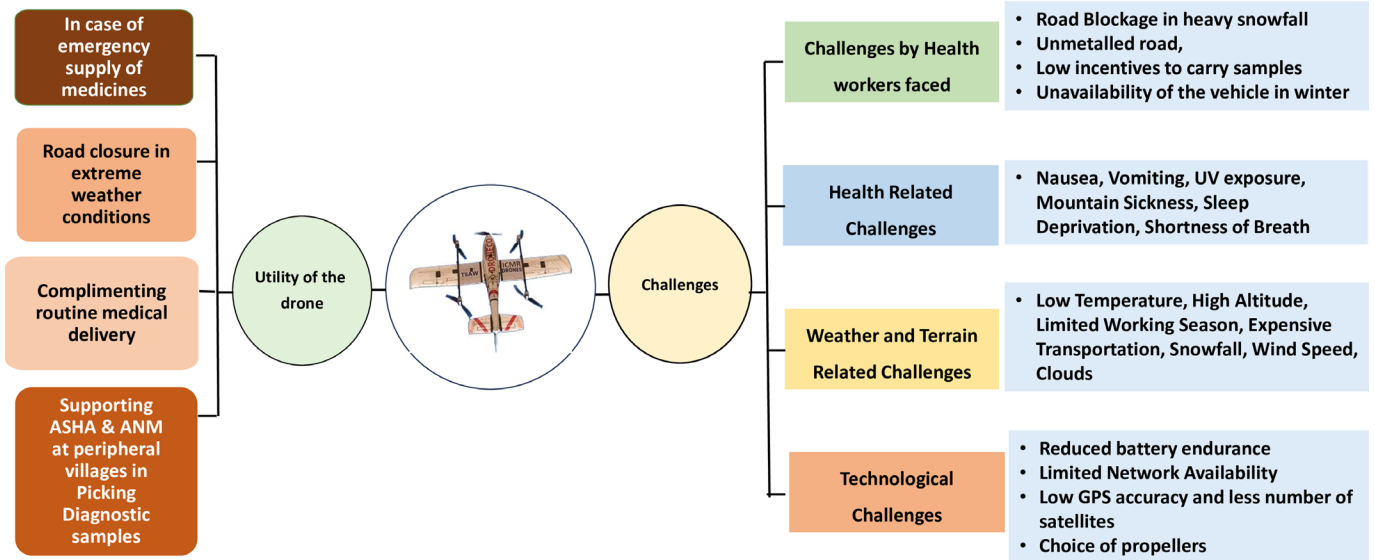 In case of
emergency
supply of
medicines
Road closure in
extreme
weather
conditions
Complimenting
routine medical
delivery
Supporting
ASHA & ANM
at peripheral
villages in
Picking
Diagnostic
samples
Utility of the
drone
TSAW
DRONECO
ICMR
DRONES
Challenges
Challenges by Health
workers faced
• Road Blockage in heavy snowfall
• Unmetalled road,
• Low incentives to carry samples
• Unavailability of the vehicle in winter
Health Related
Challenges
• Nausea, Vomiting, UV exposure,
Mountain Sickness, Sleep
Deprivation, Shortness of Breath
Weather and Terrain
Related Challenges
• Low Temperature, High Altitude,
Limited Working Season, Expensive
Transportation, Snowfall, Wind Speed,
Clouds
Technological
Challenges
• Reduced battery endurance
• Limited Network Availability
• Low GPS accuracy and less number of
satellites
• Choice of propellers